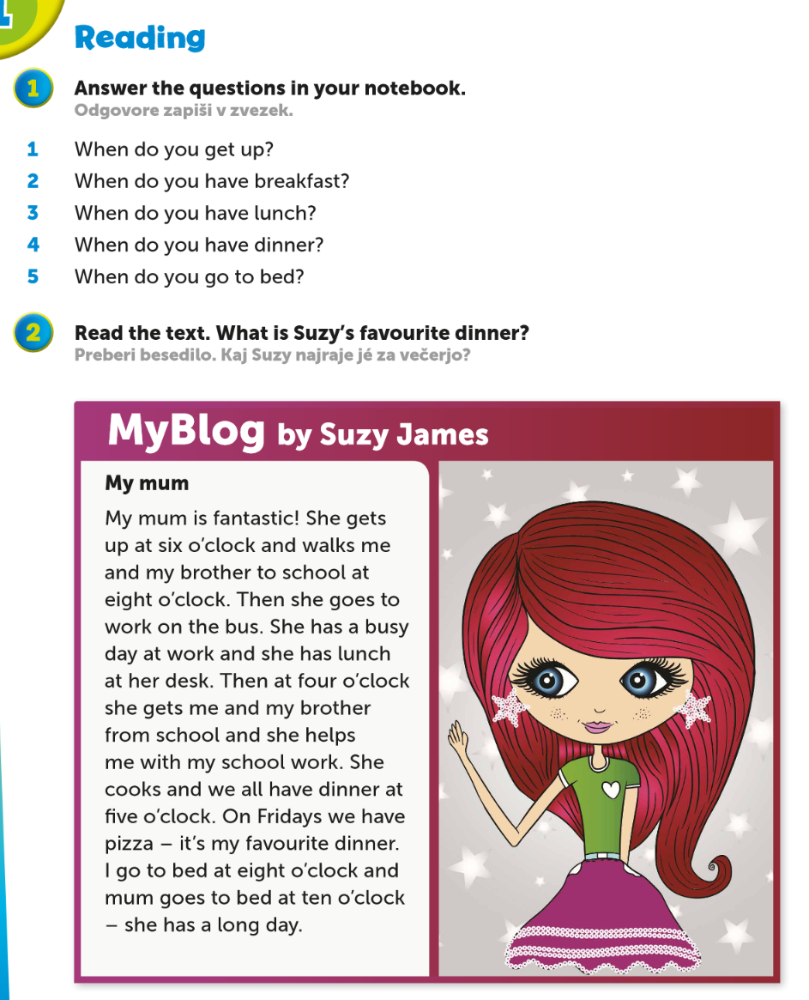 Reading
1 Answer the questions in your notebook.
Odgovore zapiši v zvezek.
1 When do you get up?
2 When do you have breakfast?
3 When do you have lunch?
4 When do you have dinner?
5 When do you go to bed?
2 Read the text. What is Suzy’s favourite dinner?
Preberi besedilo. Kaj Suzy najraje jé za večerjo?
MyBlog by Suzy James
My mum
My mum is fantastic! She gets
up at six o’clock and walks me
and my brother to school at
eight o’clock. Then she goes to
work on the bus. She has a busy
day at work and she has lunch
at her desk. Then at four o’clock
she gets me and my brother
from school and she helps
me with my school work. She
cooks and we all have dinner at
five o’clock. On Fridays we have
pizza – it’s my favourite dinner.
I go to bed at eight o’clock and
mum goes to bed at ten o’clock
– she has a long day.